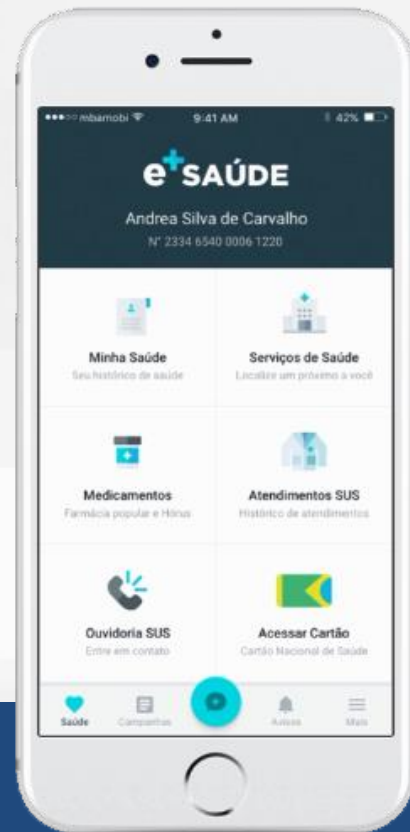 mbamobi 9:41 AM 42%
e+SAÚDE
Andrea Silva de Carvalho
N° 2334 6540 0006 1220
Minha Saúde
Seu histórico de saúde
Serviços de Saúde
Localize um próximo a você
Medicamentos
Farmácia popular e Hórus
Atendimentos SUS
Histórico de atendimentos
Ouvidoria SUS
Entre em contato
Acessar Cartão
Cartão Nacional de Saúde
Saúde Campanhas Avisos Mais